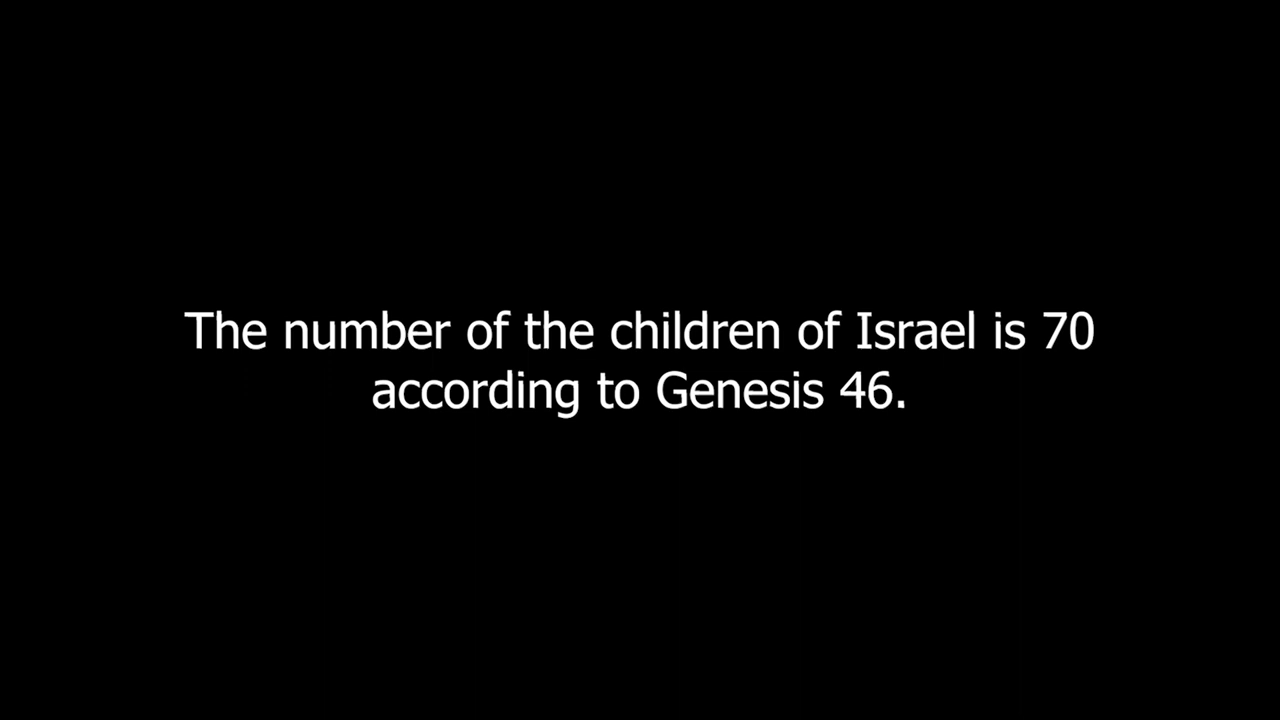 The number of the children of Israel is 70
according to Genesis 46.